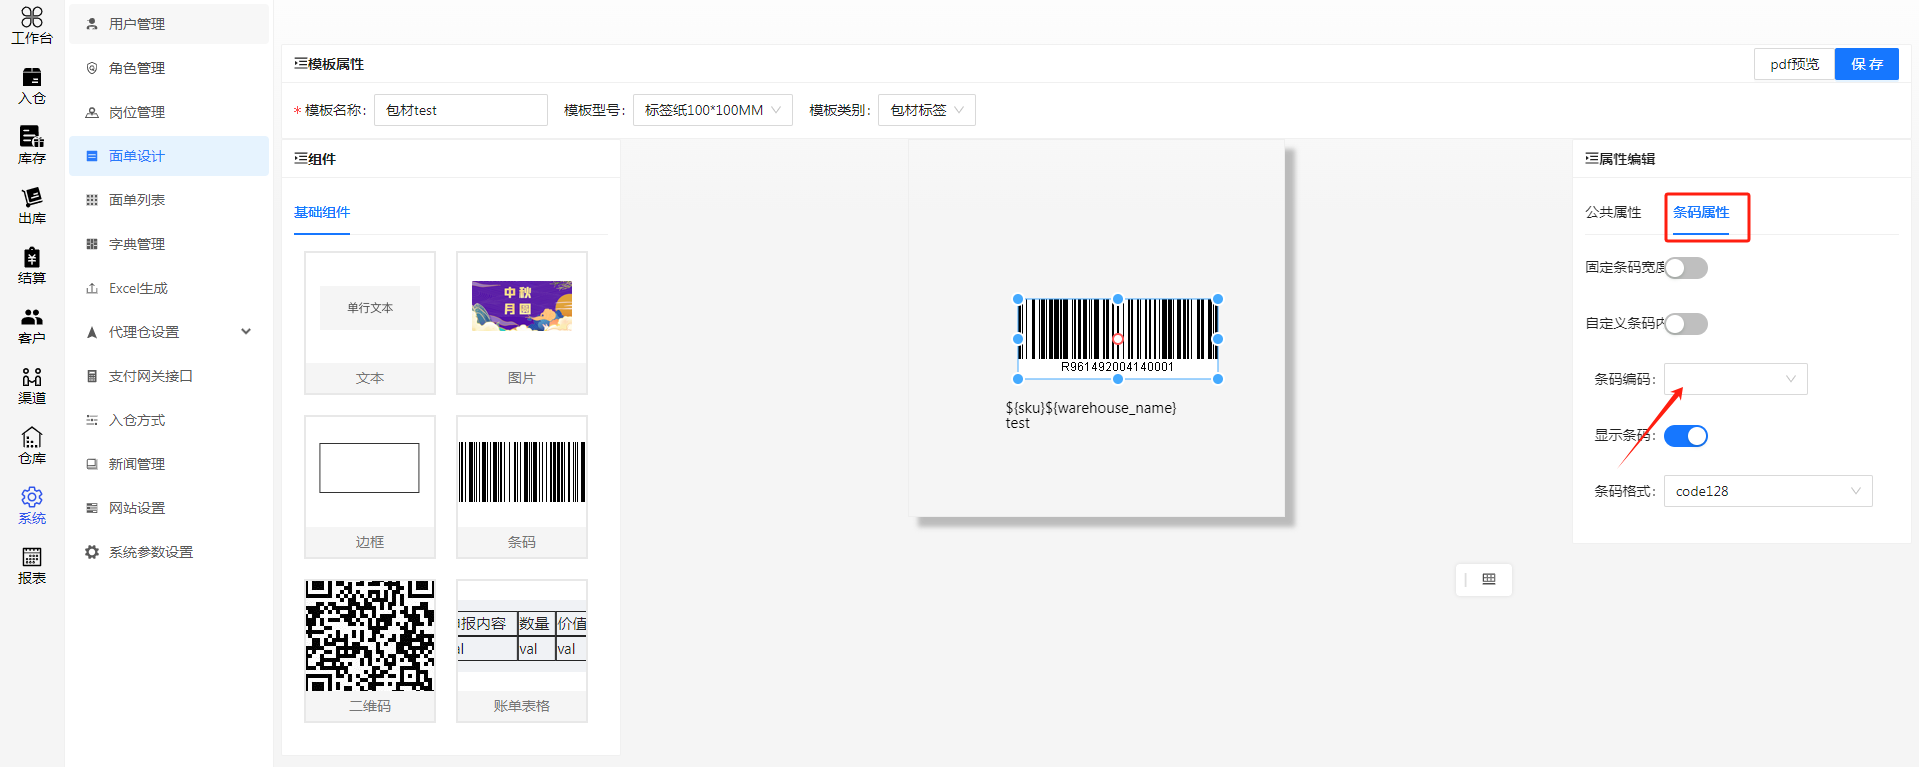 工作台
入仓
库存
出库
结算
客户
渠道
仓库
系统
报表
用户管理
角色管理
岗位管理
面单设计
面单列表
字典管理
Excel生成
代理仓设置
支付网关接口
入仓方式
新闻管理
网站设置
系统参数设置
模板属性
pdf预览
保 存
* 模板名称: 包材test 模板型号: 标签纸100*100MM 模板类别: 包材标签
组件
基础组件
单行文本
文本
中秋
月圆
图片
边框
条码
二维码
报内容 数量 价值
val val
账单表格
R961492004140001
${sku}${warehouse_name}
test
属性编辑
公共属性 条码属性
固定条码宽度
自定义条码内
条码编码:
显示条码:
条码格式: code128